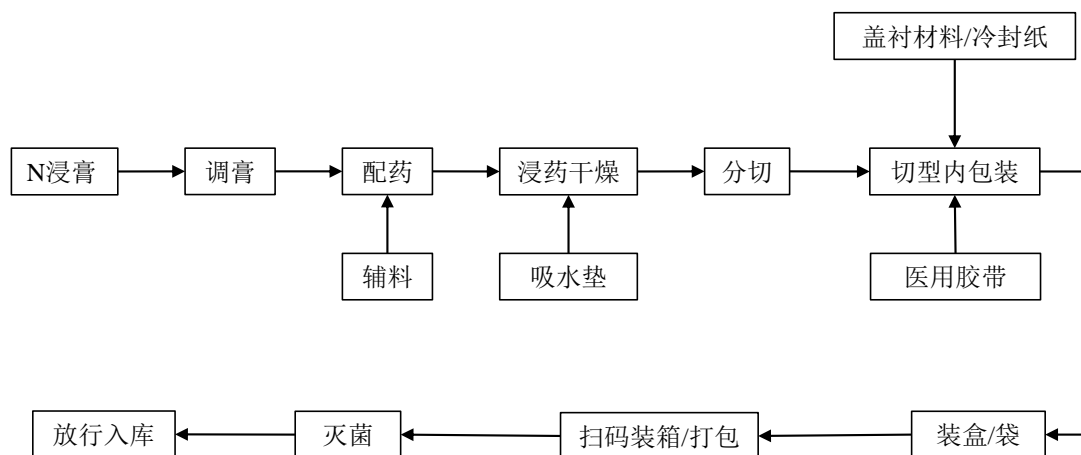 盖衬材料/冷封纸
N浸膏
调膏
配药
浸药干燥
分切
切型内包装
辅料
吸水垫
医用胶带
放行入库
灭菌
扫码装箱/打包
装盒/袋